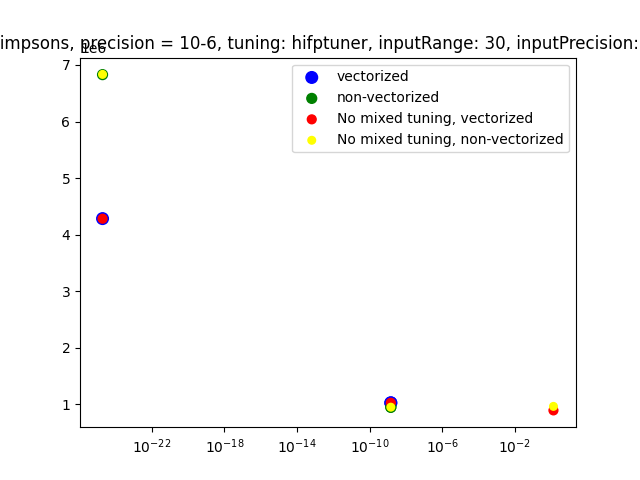 impsons, precision = 10-6, tuning: hifptuner, inputRange: 30, inputPrecision:
1e6
7
6
5
4
3
2
1
vectorized
non-vectorized
No mixed tuning, vectorized
No mixed tuning, non-vectorized
10⁻²² 10⁻¹⁸ 10⁻¹⁴ 10⁻¹⁰ 10⁻⁶ 10⁻²